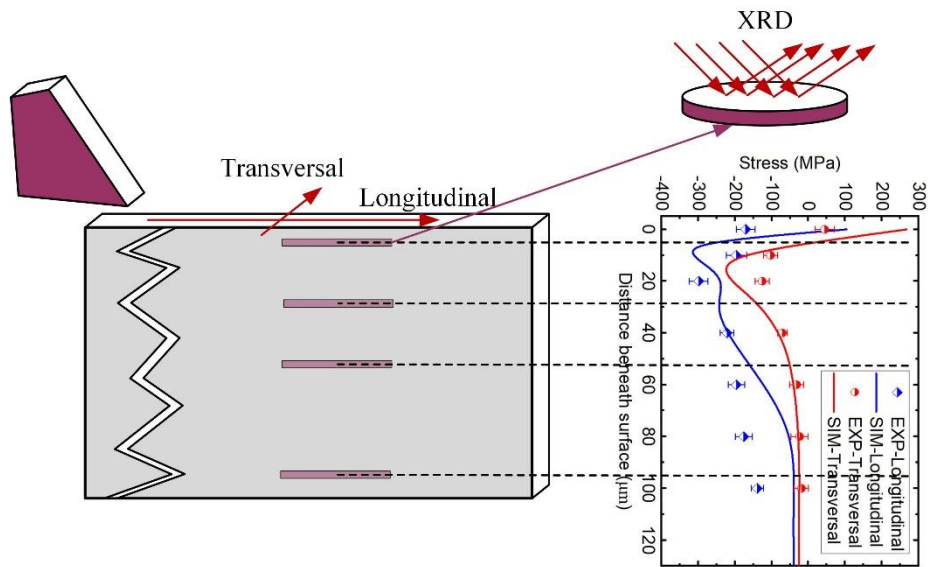 XRD
Transversal
Longitudinal
Stress (MPa)
-400
-300
-200
-100
0
100
200
300
0
20
40
60
80
100
120
Distance beneath surface (μm)
EXP-Longitudinal
SIM-Longitudinal
EXP-Transversal
SIM-Transversal